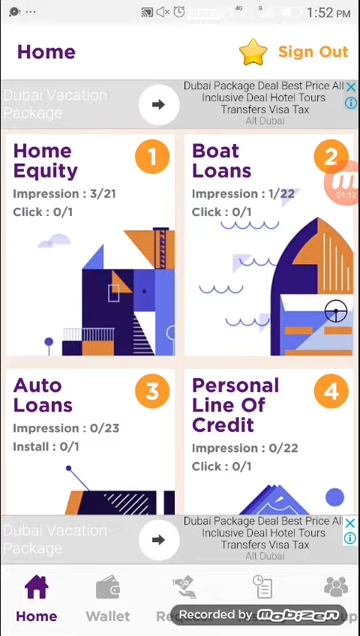 4G
1:52 PM
Home
Sign Out
Dubai Vacation
Package
Dubai Package Deal Best Price All
Inclusive Deal Hotel Tours
Transfers Visa Tax
Alt Dubai
Home
Equity
1
Impression : 3/21
Click : 0/1
Boat
Loans
2
Impression : 1/22
Click : 0/1
01:12
Auto
Loans
3
Impression : 0/23
Install : 0/1
Personal
Line Of
Credit
4
Impression : 0/22
Click : 0/1
Dubai Vacation
Package
Dubai Package Deal Best Price All
Inclusive Deal Hotel Tours
Transfers Visa Tax
Alt Dubai
Home
Wallet
Recorded by Mobizen